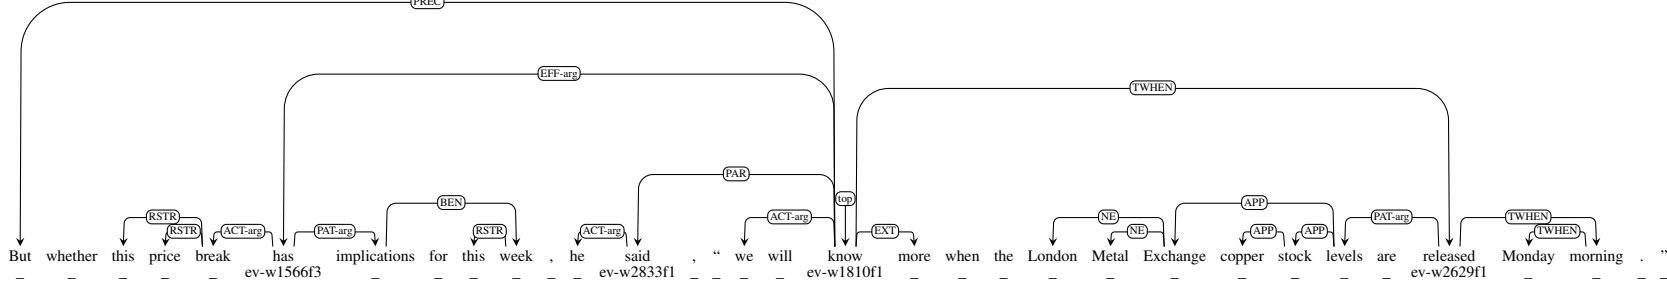 PREC
EFF-arg
TWHEN
PAR
top
BEN
NE
APP
RSTR
ACT-arg
PAT-arg
TWHEN
RSTR
ACT-arg
PAT-arg
RSTR
ACT-arg
EXT
NE
APP
APP
TWHEN
But whether this price break has implications for this week , he said , “ we will know more when the London Metal Exchange copper stock levels are released Monday morning . ”
_ _ _ _ _ ev-w1566f3 _ _ _ _ _ _ ev-w2833f1 _ _ _ _ ev-w1810f1 _ _ _ _ _ _ _ _ _ _ ev-w2629f1 _ _ _ _